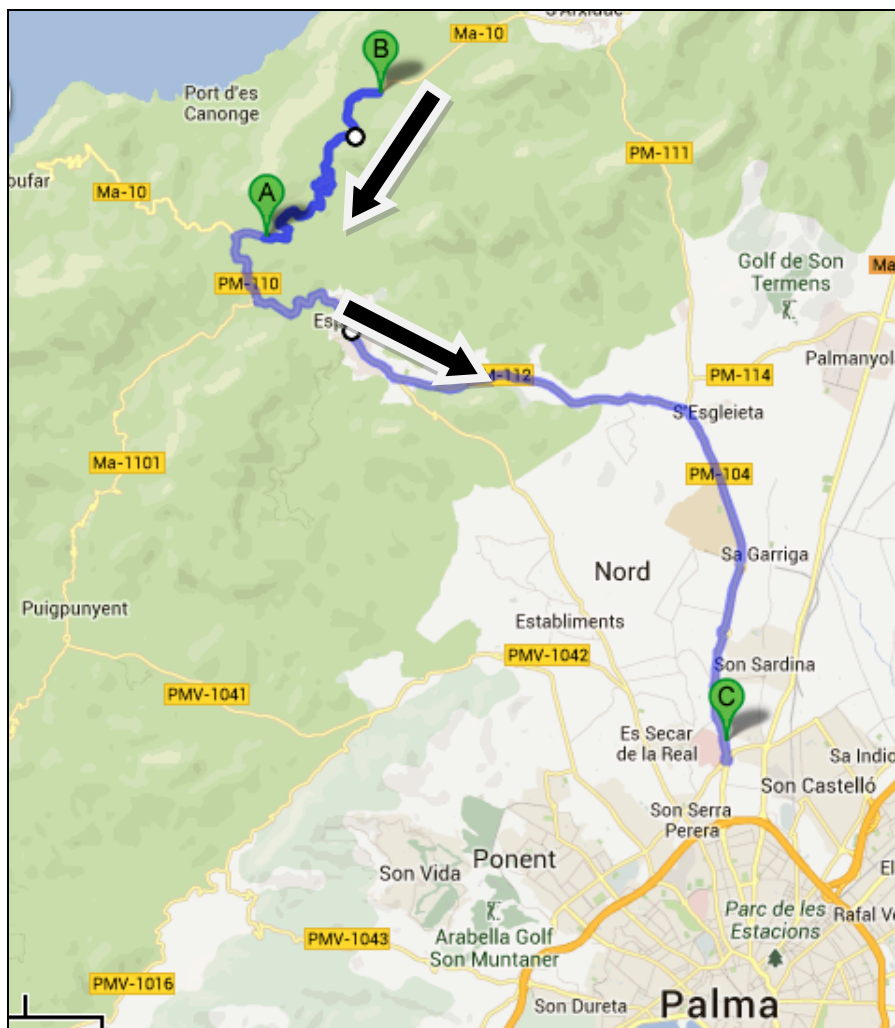 Ma-10
B
Port d'es
Canonge
PM-111
A
Ma-10
Golf de Son
Termens
Ma
PM-110
Palmanyol
PM-112
PM-114
S'Esgleieta
Ma-1101
PM-104
Sa Garriga
Nord
Puigpunyent
Establiments
PMV-1042
Son Sardina
PMV-1041
C
Es Secar
de la Real
Sa Indio
Son Castelló
Son Serra
Perera
Ponent
Son Vida
Parc de les
Estacions
Rafal Ve
PMV-1043
Arabella Golf
Son Muntaner
PMV-1016
Son Dureta
Palma